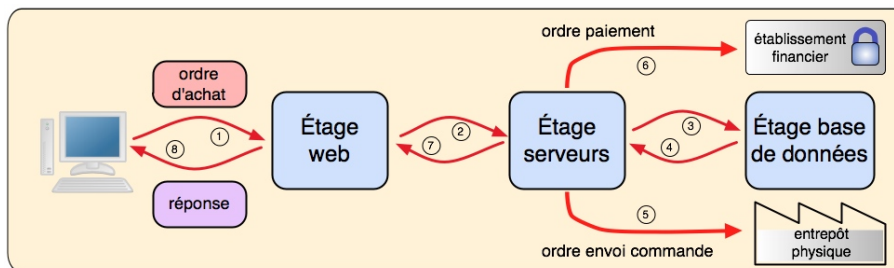 ordre paiement
établissement
financier
6
ordre
d'achat
1
8
réponse
Étage
web
2
7
Étage
serveurs
3
4
Étage base
de données
5
ordre envoi commande
entrepôt
physique